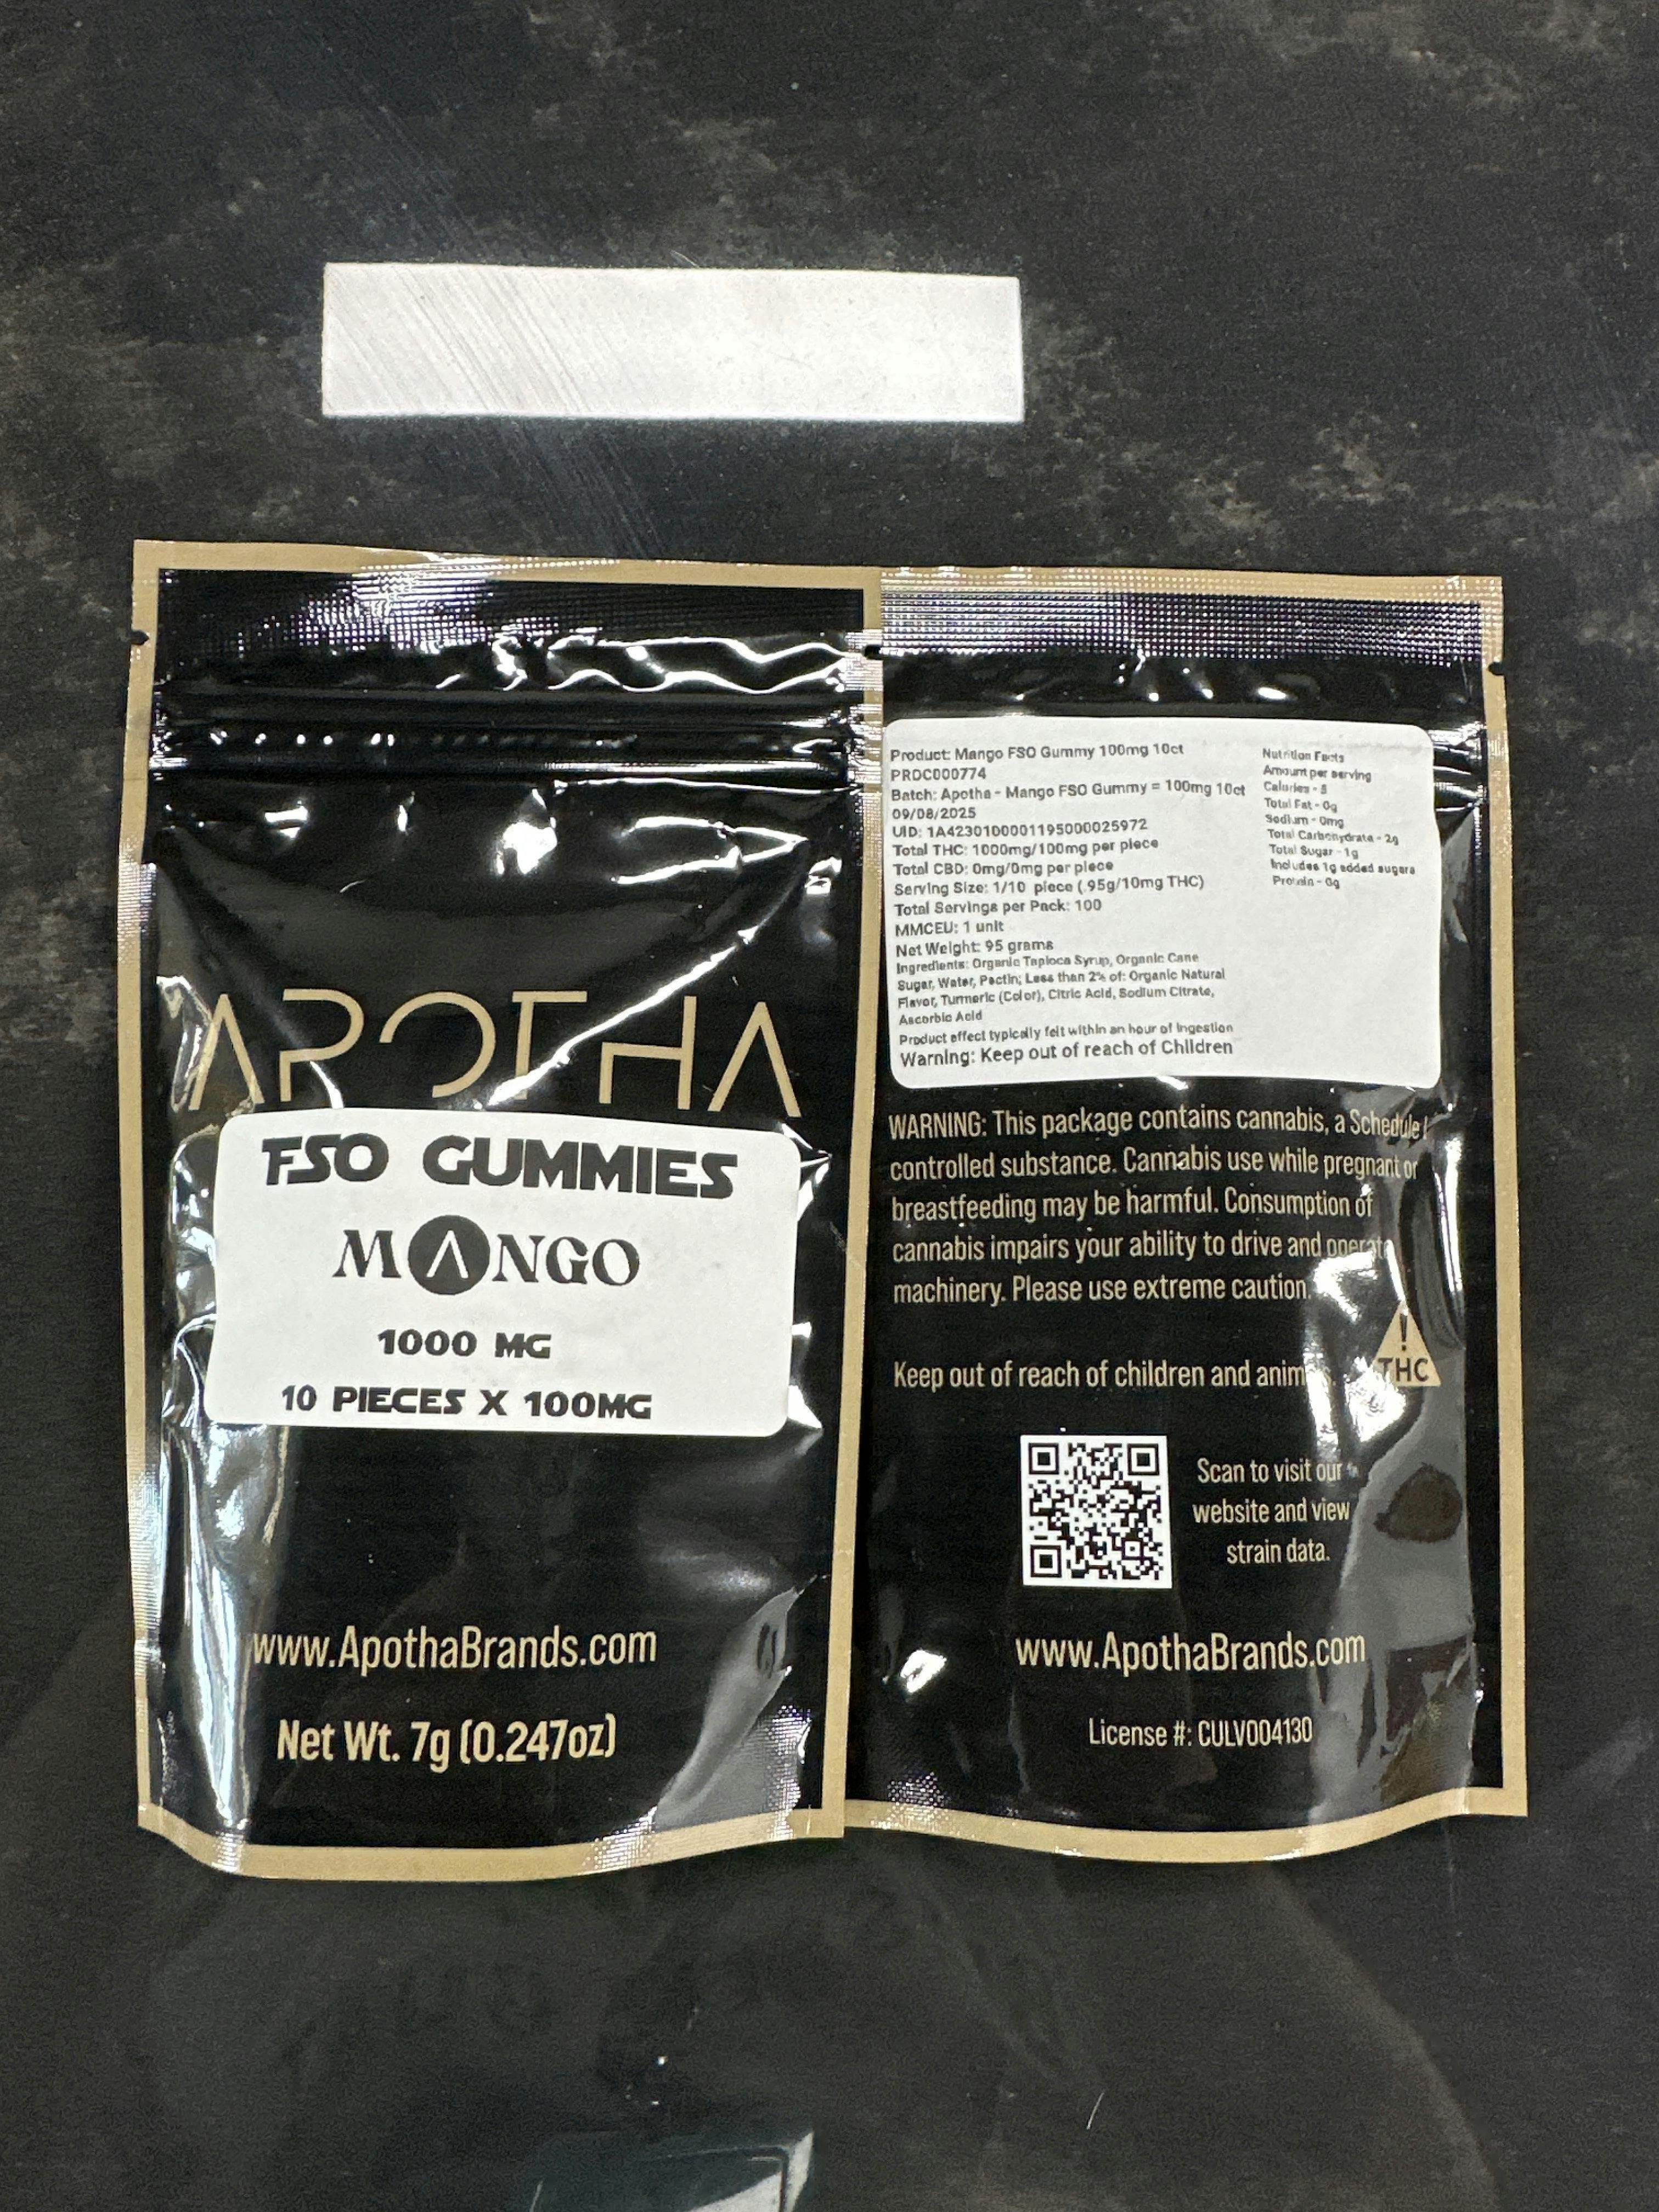 APOTHA
FSO GUMMIES
MANGO
1000 MG
10 PIECES X 100MG
www.ApothaBrands.com
Net Wt. 7g (0.247oz)
Product: Mango FSO Gummy 100mg 10ct
PRDC000774
Batch: Apotha - Mango FSO Gummy = 100mg 10ct
09/08/2025
UID: 1A4230100001195000025972
Total THC: 1000mg/100mg per piece
Total CBD: 0mg/0mg per piece
Serving Size: 1/10 piece (.95g/10mg THC)
Total Servings per Pack: 100
MMCEU: 1 unit
Net Weight: 95 grams
Ingredients: Organic Tapioca Syrup, Organic Cane
Sugar, Water, Pectin; Less than 2% of: Organic Natural
Flavor, Turmeric (Color), Citric Acid, Sodium Citrate,
Ascorbic Acid
Product effect typically felt within an hour of ingestion
Warning: Keep out of reach of Children
Nutrition Facts
Amount per serving
Calories - 8
Total Fat - 0g
Sodium - 0mg
Total Carbohydrate - 2g
Total Sugar - 1g
Includes 1g added sugars
Protein - 0g
WARNING: This package contains cannabis, a Schedule I
controlled substance. Cannabis use while pregnant or
breastfeeding may be harmful. Consumption of
cannabis impairs your ability to drive and operate
machinery. Please use extreme caution.
Keep out of reach of children and
! THC
Scan to visit our
website and view
strain data.
www.ApothaBrands.com
License #: CULV004130